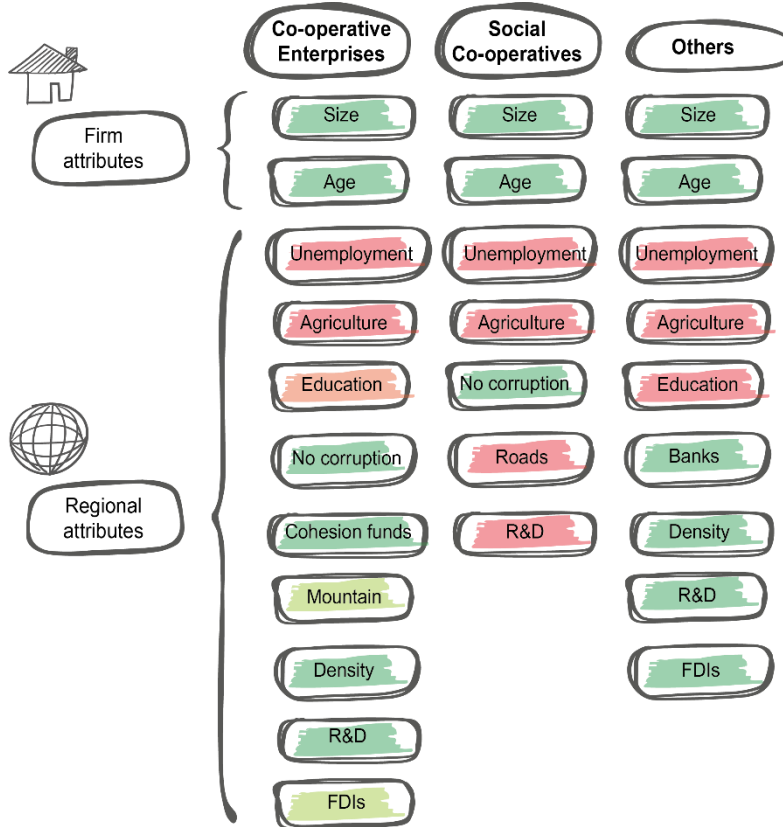 Co-operative
Enterprises
Social
Co-operatives
Others
Firm
attributes
Size
Size
Size
Age
Age
Age
Regional
attributes
Unemployment
Unemployment
Unemployment
Agriculture
Agriculture
Agriculture
Education
No corruption
Education
No corruption
Roads
Banks
Cohesion funds
R&D
Density
Mountain
R&D
Density
FDIs
R&D
FDIs